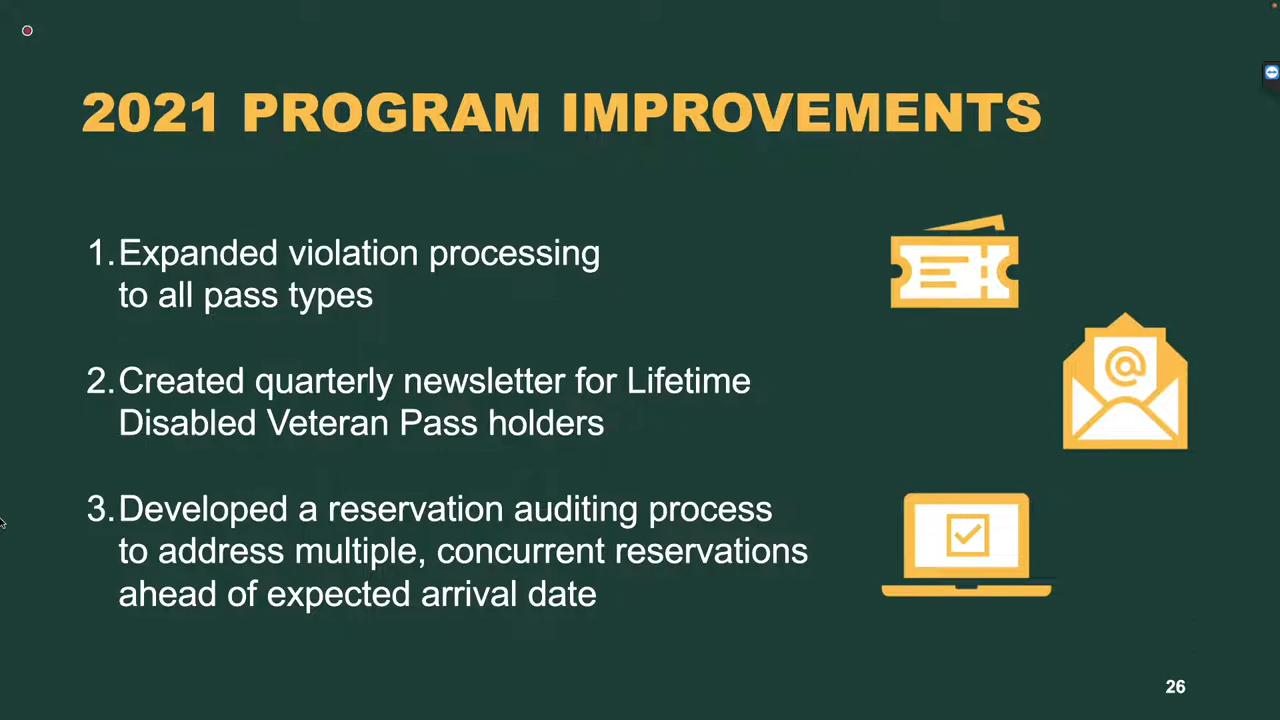 2021 PROGRAM IMPROVEMENTS
1. Expanded violation processing
to all pass types
2. Created quarterly newsletter for Lifetime
Disabled Veteran Pass holders
3. Developed a reservation auditing process
to address multiple, concurrent reservations
ahead of expected arrival date
@
26